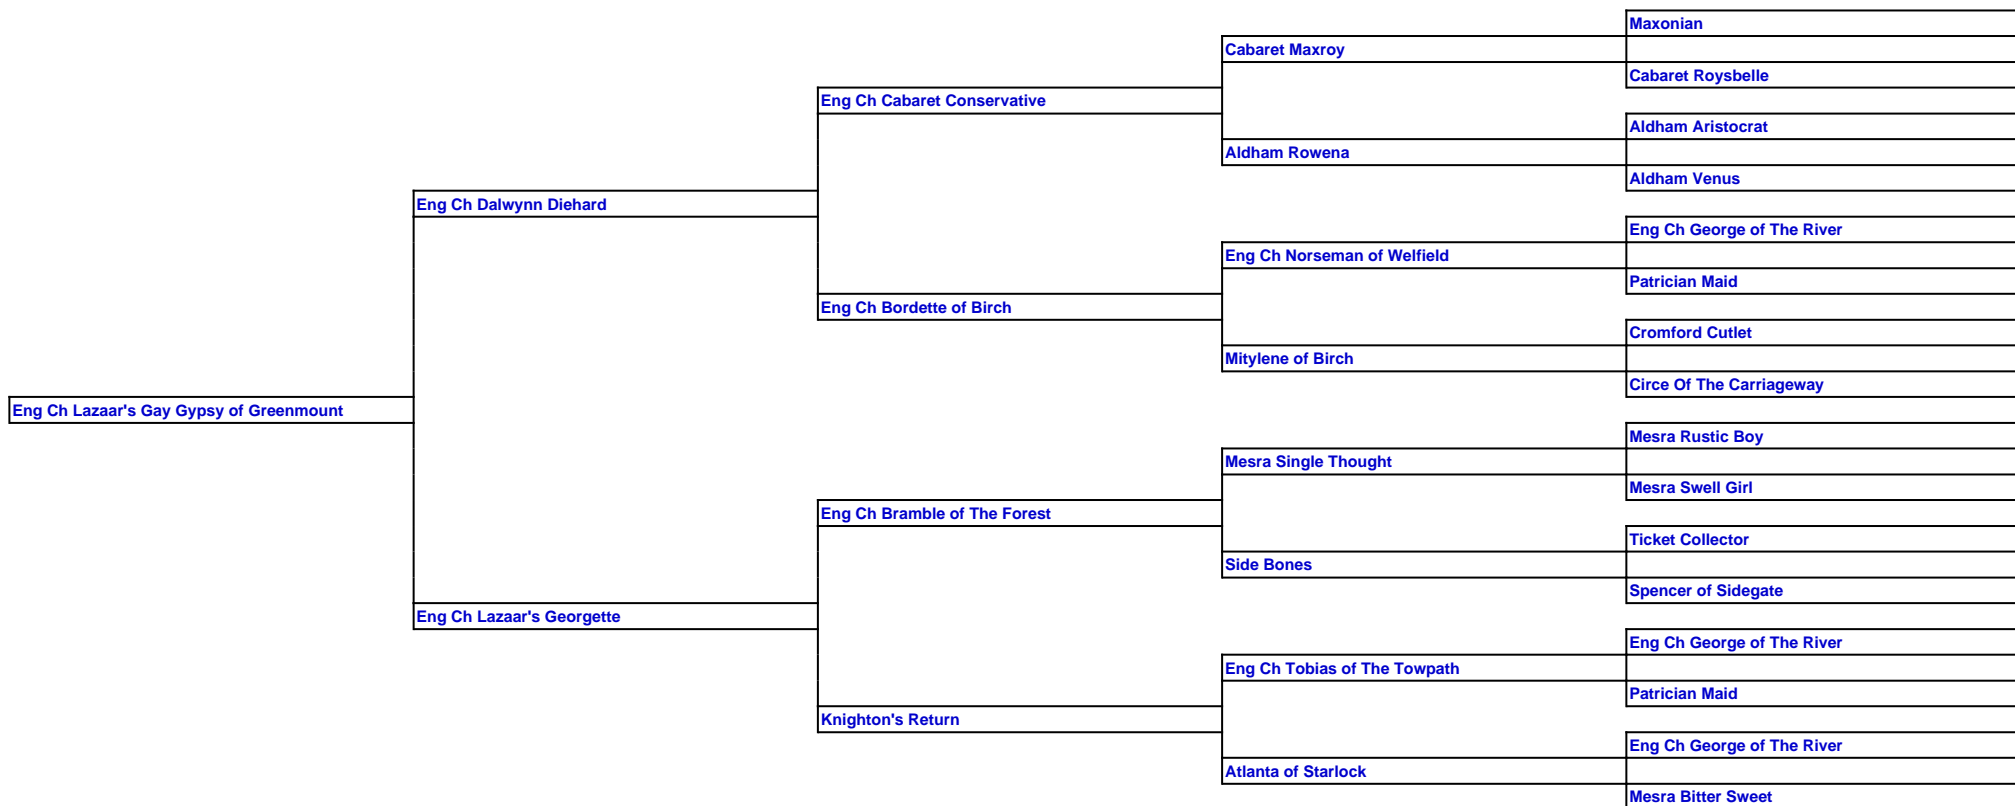 Maxonian
Cabaret Maxroy
Cabaret Roysbelle
Eng Ch Cabaret Conservative
Aldham Aristocrat
Aldham Rowena
Aldham Venus
Eng Ch Dalwynn Diehard
Eng Ch George of The River
Eng Ch Norseman of Welfield
Patrician Maid
Eng Ch Bordette of Birch
Cromford Cutlet
Mitylene of Birch
Circe Of The Carriageway
Eng Ch Lazaar's Gay Gypsy of Greenmount
Mesra Rustic Boy
Mesra Single Thought
Mesra Swell Girl
Eng Ch Bramble of The Forest
Ticket Collector
Side Bones
Spencer of Sidegate
Eng Ch Lazaar's Georgette
Eng Ch George of The River
Eng Ch Tobias of The Towpath
Patrician Maid
Knighton's Return
Eng Ch George of The River
Atlanta of Starlock
Mesra Bitter Sweet